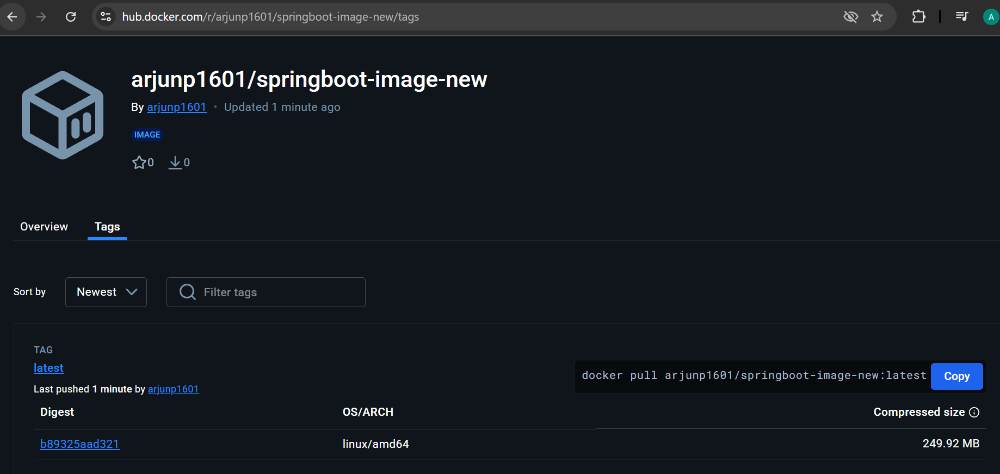 hub.docker.com/r/arjunp1601/springboot-image-new/tags
A
arjunp1601/springboot-image-new
By arjunp1601 • Updated 1 minute ago
IMAGE
0 0
Overview Tags
Sort by Newest Filter tags
TAG
latest
docker pull arjunp1601/springboot-image-new:latest Copy
Last pushed 1 minute by arjunp1601
Digest OS/ARCH Compressed size
b89325aad321 linux/amd64 249.92 MB